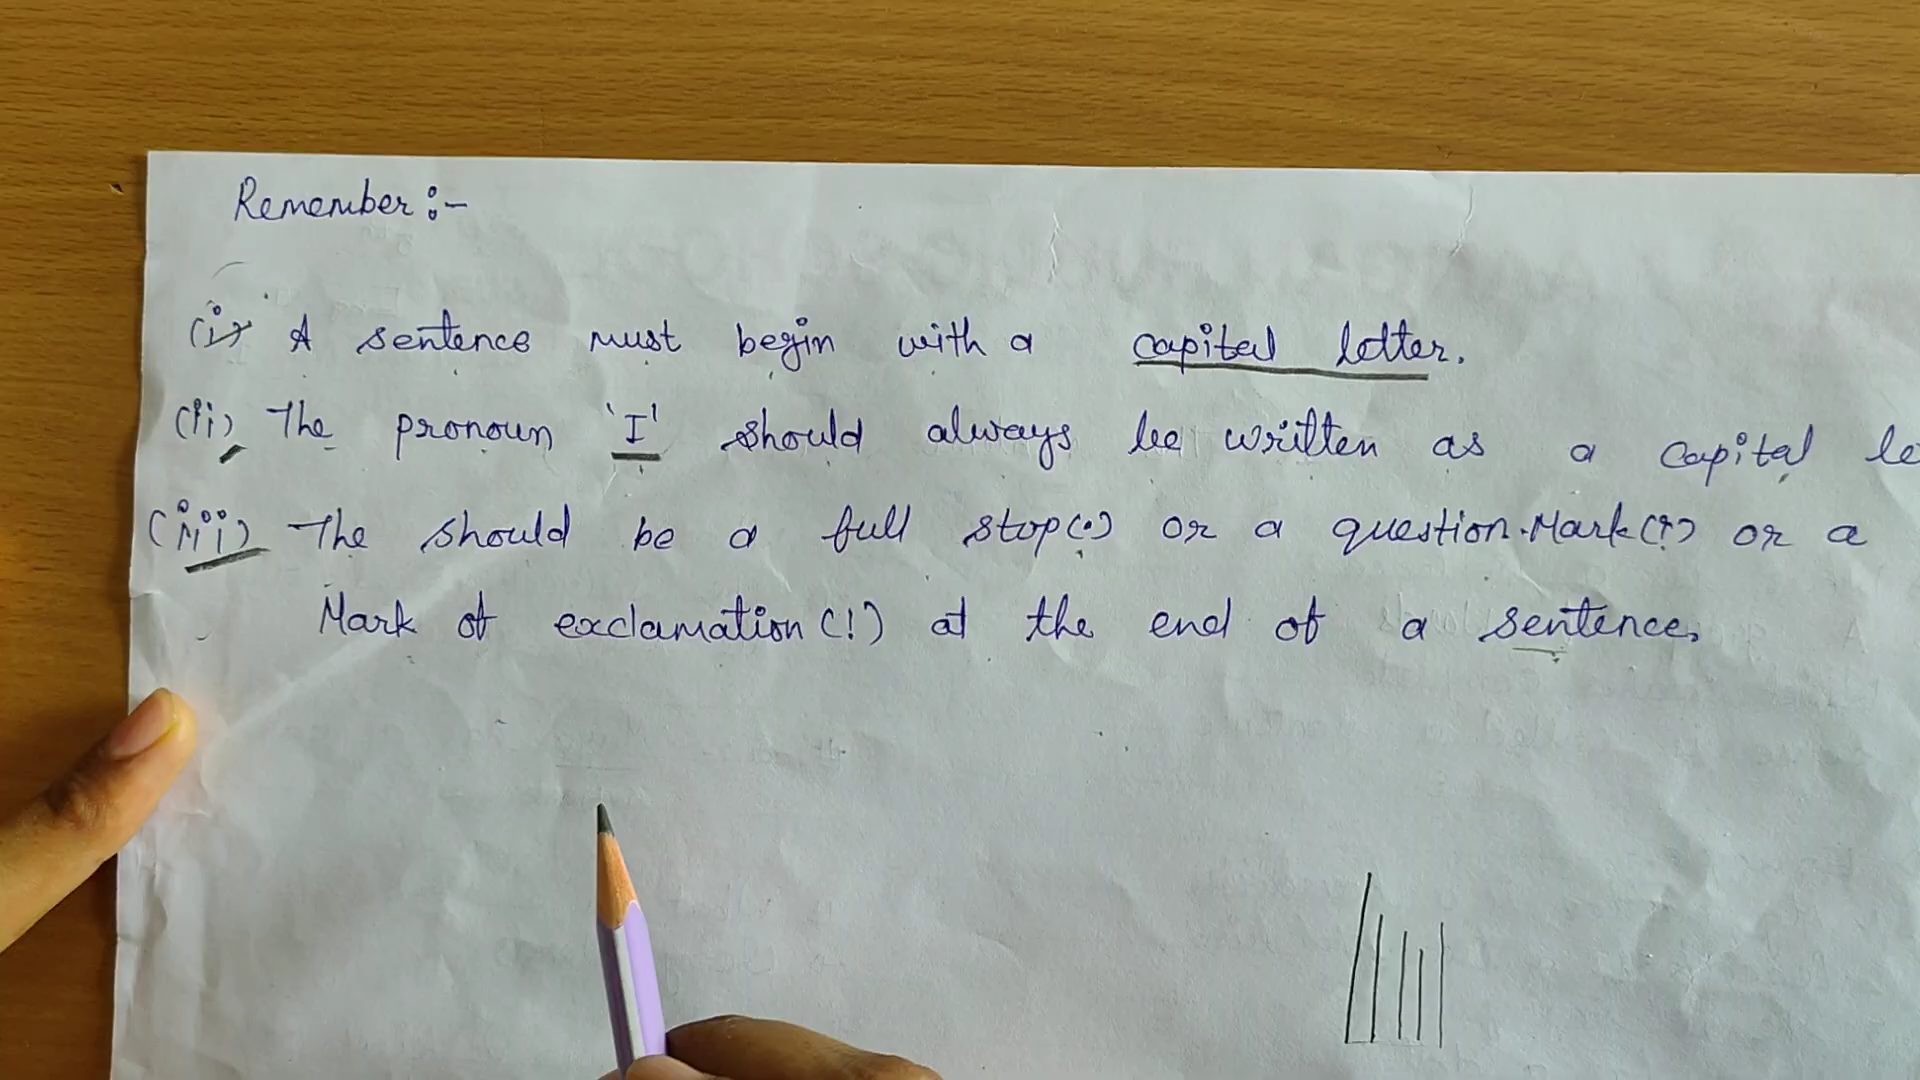 Remember :-
(i) A sentence must begin with a capital letter.
(ii) The pronoun 'I' should always be written as a capital le
(iii) The should be a full stop(.) or a question.Mark(?) or a
Mark of exclamation(!) at the end of a sentence.